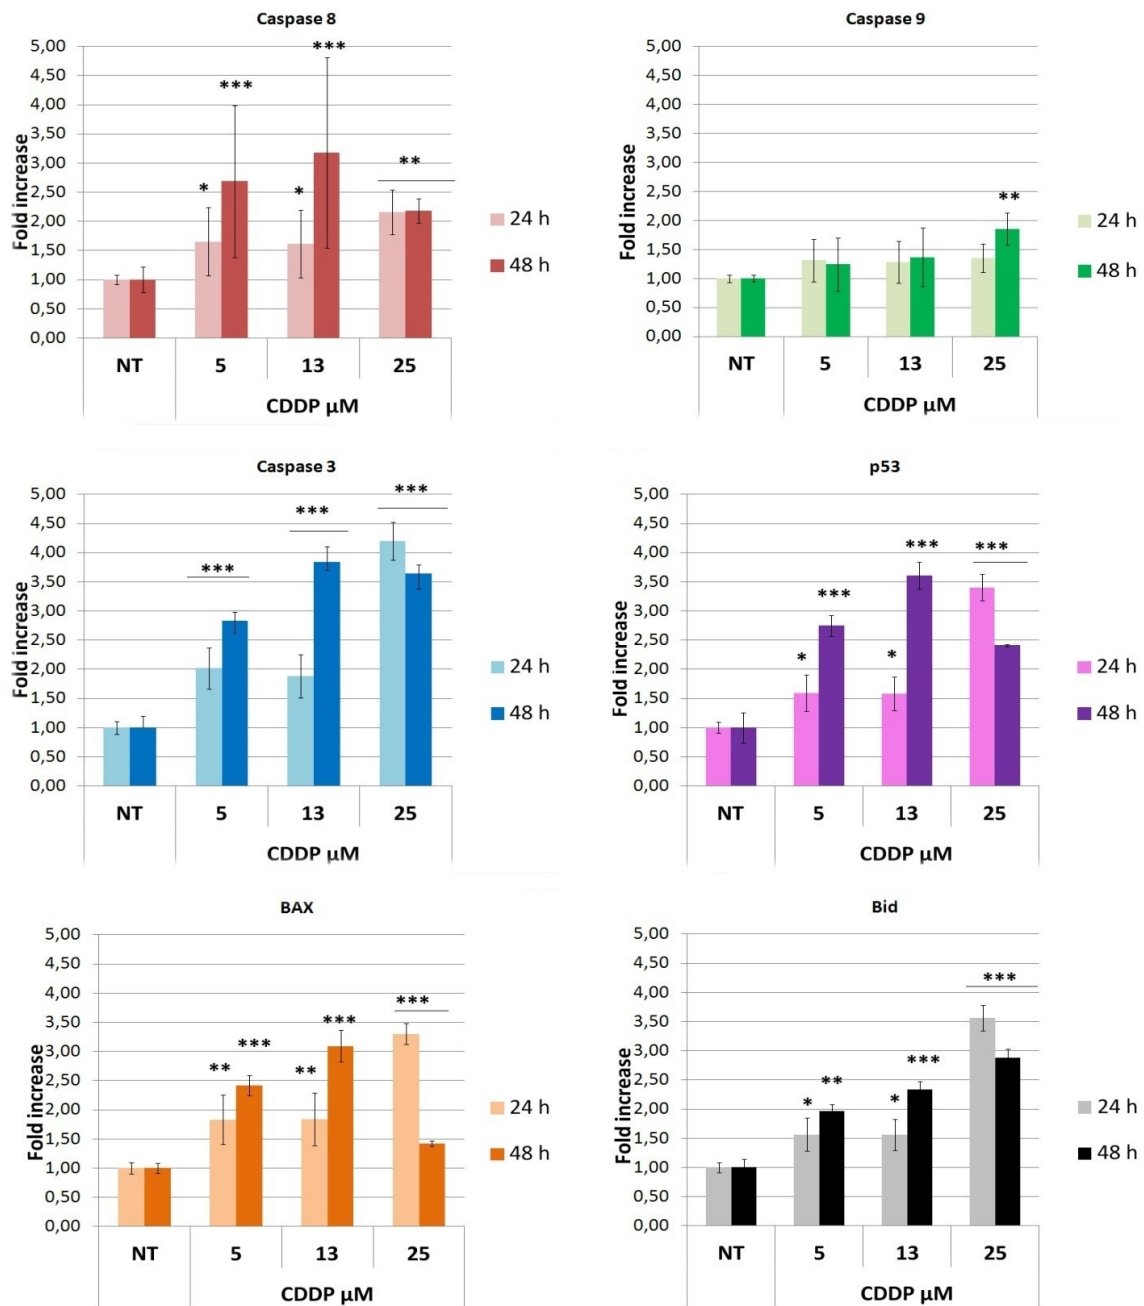 Caspase 8
5,00
4,50
4,00
3,50
3,00
2,50
2,00
1,50
1,00
0,50
0,00
Fold increase
***
***
*
*
**
24 h
48 h
NT 5 13 25
CDDP µM
Caspase 9
5,00
4,50
4,00
3,50
3,00
2,50
2,00
1,50
1,00
0,50
0,00
Fold increase
**
24 h
48 h
NT 5 13 25
CDDP µM
Caspase 3
5,00
4,50
4,00
3,50
3,00
2,50
2,00
1,50
1,00
0,50
0,00
Fold increase
***
***
***
24 h
48 h
NT 5 13 25
CDDP µM
p53
5,00
4,50
4,00
3,50
3,00
2,50
2,00
1,50
1,00
0,50
0,00
Fold increase
*
***
*
***
***
24 h
48 h
NT 5 13 25
CDDP µM
BAX
5,00
4,50
4,00
3,50
3,00
2,50
2,00
1,50
1,00
0,50
0,00
Fold increase
**
***
**
***
***
24 h
48 h
NT 5 13 25
CDDP µM
Bid
5,00
4,50
4,00
3,50
3,00
2,50
2,00
1,50
1,00
0,50
0,00
Fold increase
*
**
*
***
***
24 h
48 h
NT 5 13 25
CDDP µM